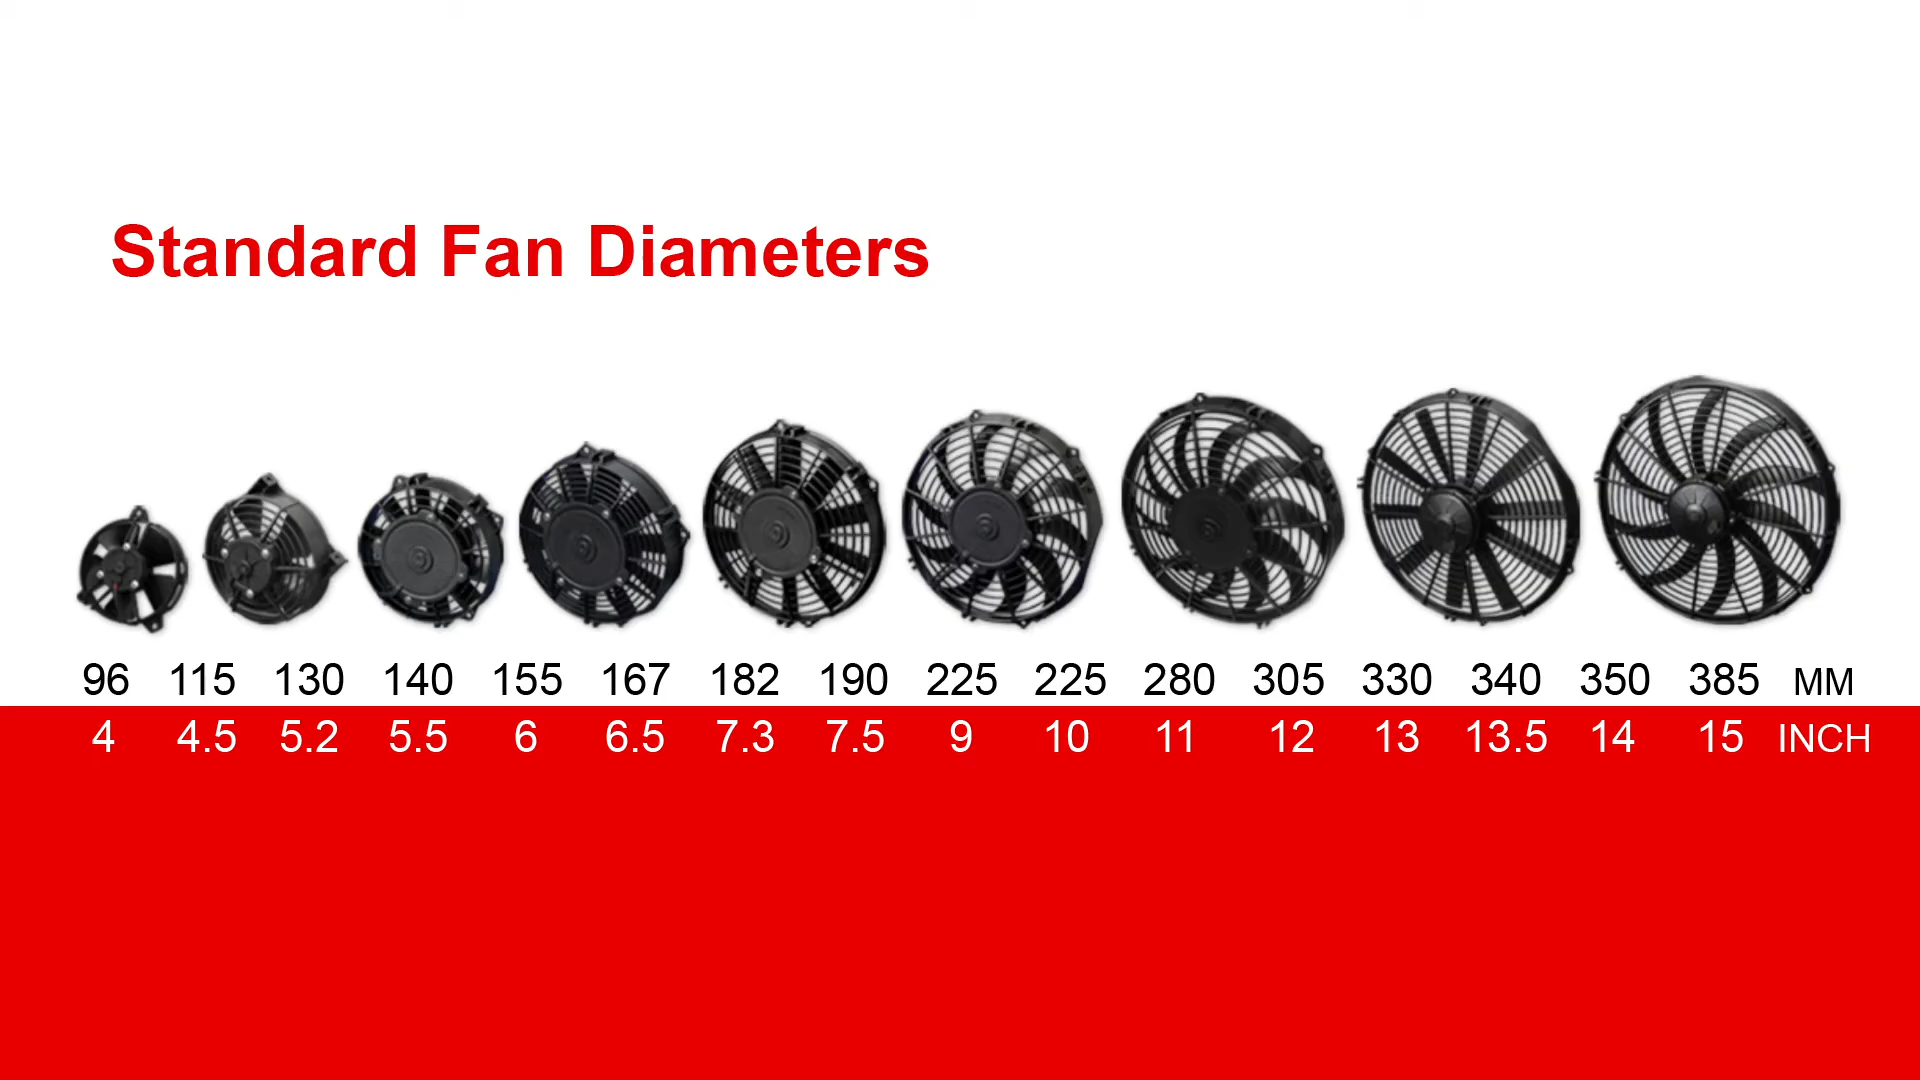 Standard Fan Diameters
96 115 130 140 155 167 182 190 225 225 280 305 330 340 350 385 MM
4 4.5 5.2 5.5 6 6.5 7.3 7.5 9 10 11 12 13 13.5 14 15 INCH